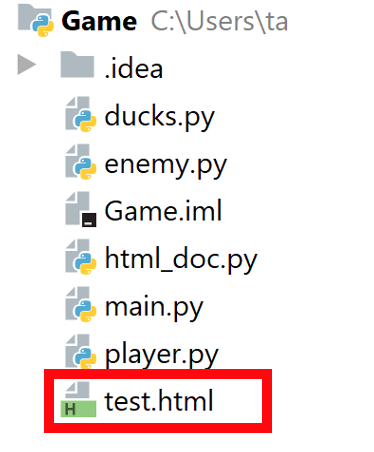 Game C:\Users\ta
.idea
ducks.py
enemy.py
Game.iml
html_doc.py
main.py
player.py
H test.html